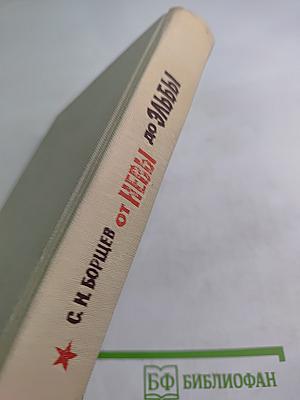 С. Н. БОРЩЕВ ОТ НЕВЫ ДО ЭЛЬБЫ
БФ БИБЛИОФАН